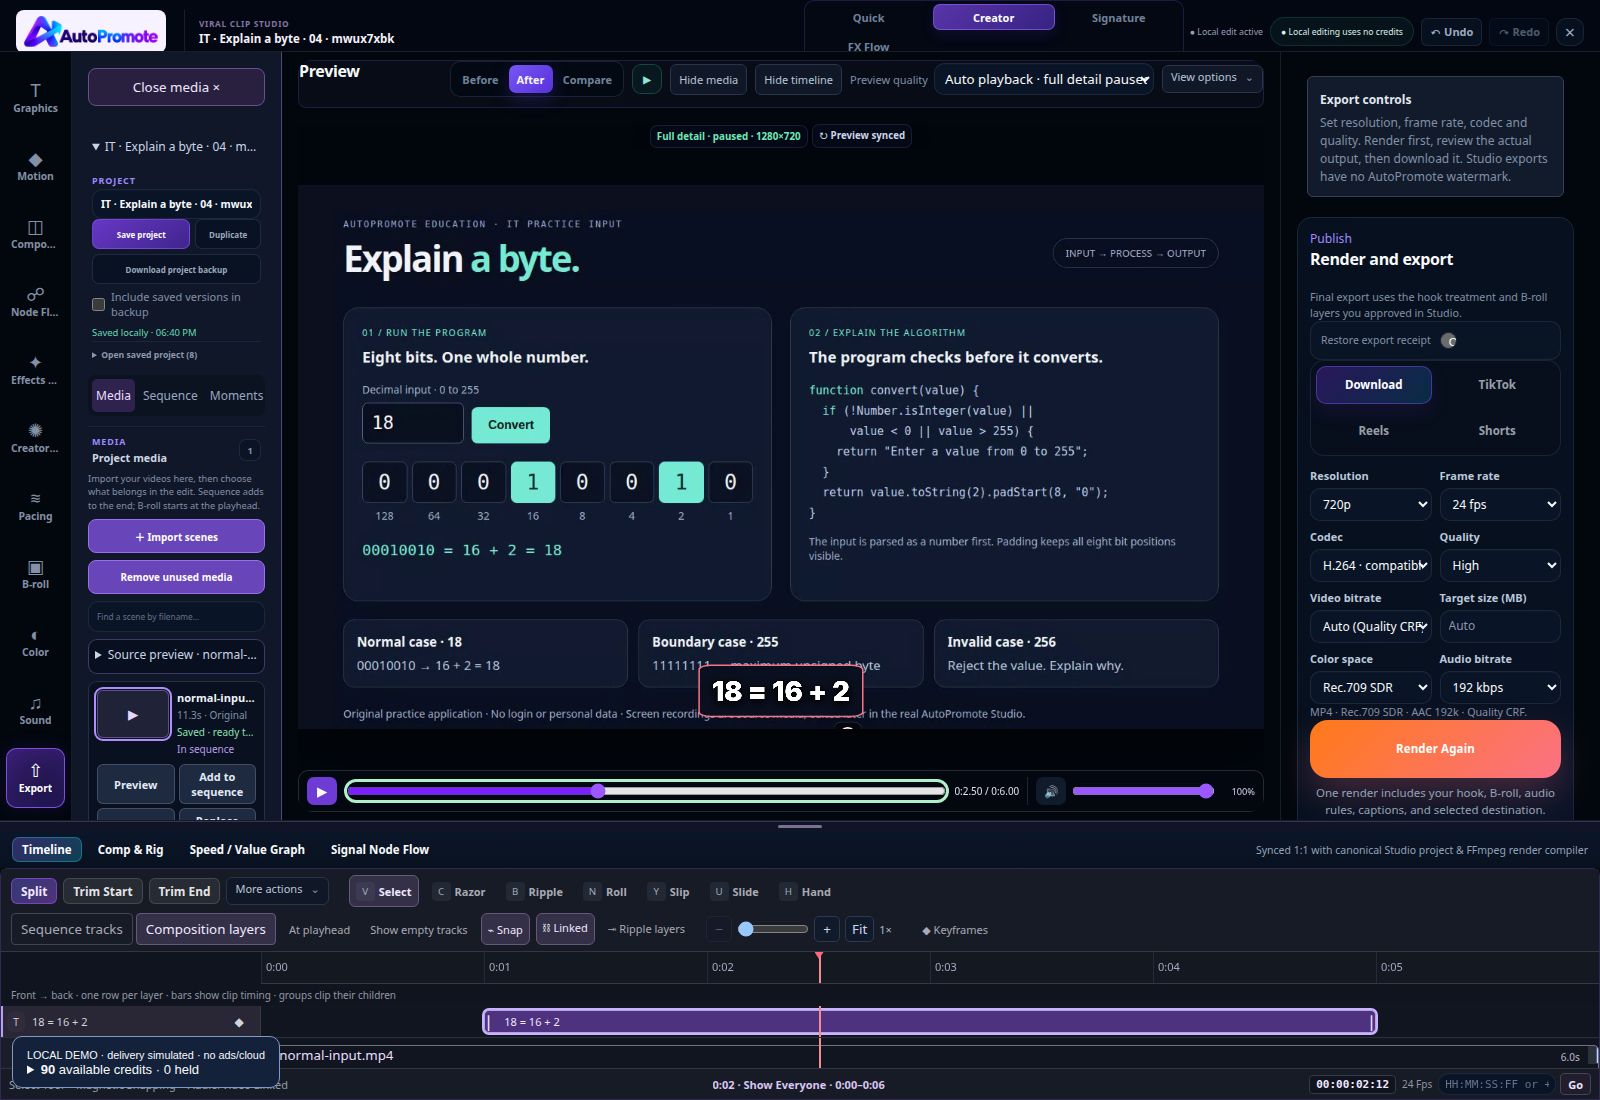 AutoPromote
VIRAL CLIP STUDIO
IT · Explain a byte · 04 · mwux7xbk
Quick
Creator
Signature
FX Flow
● Local edit active
● Local editing uses no credits
↶ Undo
↷ Redo
✕
Graphics
Motion
Compo...
Node Fl...
Effects ...
Creator...
Pacing
B-roll
Color
Sound
Export
Close media ×
▼ IT · Explain a byte · 04 · m...
PROJECT
IT · Explain a byte · 04 · mwux
Save project
Duplicate
Download project backup
Include saved versions in
backup
Saved locally · 06:40 PM
▶ Open saved project (8)
Media
Sequence
Moments
MEDIA
Project media
1
Import your videos here, then choose
what belongs in the edit. Sequence adds
to the end; B-roll starts at the playhead.
+ Import scenes
Remove unused media
Find a scene by filename...
▶ Source preview · normal-...
normal-inpu...
11.3s · Original
Saved · ready t...
In sequence
Preview
Add to
sequence
Preview
Before
After
Compare
▶
Hide media
Hide timeline
Preview quality
Auto playback · full detail paused
View options
Full detail · paused · 1280×720
↻ Preview synced
AUTOPROMOTE EDUCATION · IT PRACTICE INPUT
Explain a byte.
INPUT → PROCESS → OUTPUT
01 / RUN THE PROGRAM
Eight bits. One whole number.
Decimal input · 0 to 255
18
Convert
0 0 0 1 0 0 1 0
128 64 32 16 8 4 2 1
00010010 = 16 + 2 = 18
02 / EXPLAIN THE ALGORITHM
The program checks before it converts.
function convert(value) {
if (!Number.isInteger(value) ||
value < 0 || value > 255) {
return "Enter a value from 0 to 255";
}
return value.toString(2).padStart(8, "0");
}
The input is parsed as a number first. Padding keeps all eight bit positions
visible.
Normal case · 18
00010010 → 16 + 2 = 18
Boundary case · 255
11111111 maximum unsigned byte
Invalid case · 256
Reject the value. Explain why.
18 = 16 + 2
Original practice application · No login or personal data · Screen recordings in the real AutoPromote Studio.
▶
0:2.50 / 0:6.00
100%
Export controls
Set resolution, frame rate, codec and
quality. Render first, review the actual
output, then download it. Studio exports
have no AutoPromote watermark.
Publish
Render and export
Final export uses the hook treatment and B-roll
layers you approved in Studio.
Restore export receipt
Download
TikTok
Reels
Shorts
Resolution
Frame rate
720p
24 fps
Codec
Quality
H.264 · compatibl
High
Video bitrate
Target size (MB)
Auto (Quality CRF)
Auto
Color space
Audio bitrate
Rec.709 SDR
192 kbps
MP4 · Rec.709 SDR · AAC 192k · Quality CRF.
Render Again
One render includes your hook, B-roll, audio
rules, captions, and selected destination.
Timeline
Comp & Rig
Speed / Value Graph
Signal Node Flow
Synced 1:1 with canonical Studio project & FFmpeg render compiler
Split
Trim Start
Trim End
More actions
V Select
C Razor
B Ripple
N Roll
Y Slip
U Slide
H Hand
Sequence tracks
Composition layers
At playhead
Show empty tracks
Snap
Linked
Ripple layers
−
+
Fit
1×
◆ Keyframes
0:00
0:01
0:02
0:03
0:04
0:05
Front → back · one row per layer · bars show clip timing · groups clip their children
T 18 = 16 + 2
18 = 16 + 2
normal-input.mp4
6.0s
LOCAL DEMO · delivery simulated · no ads/cloud
▶ 90 available credits · 0 held
0:02 · Show Everyone · 0:00–0:06
00:00:02:12
24 Fps
HH:MM:SS:FF or +
Go